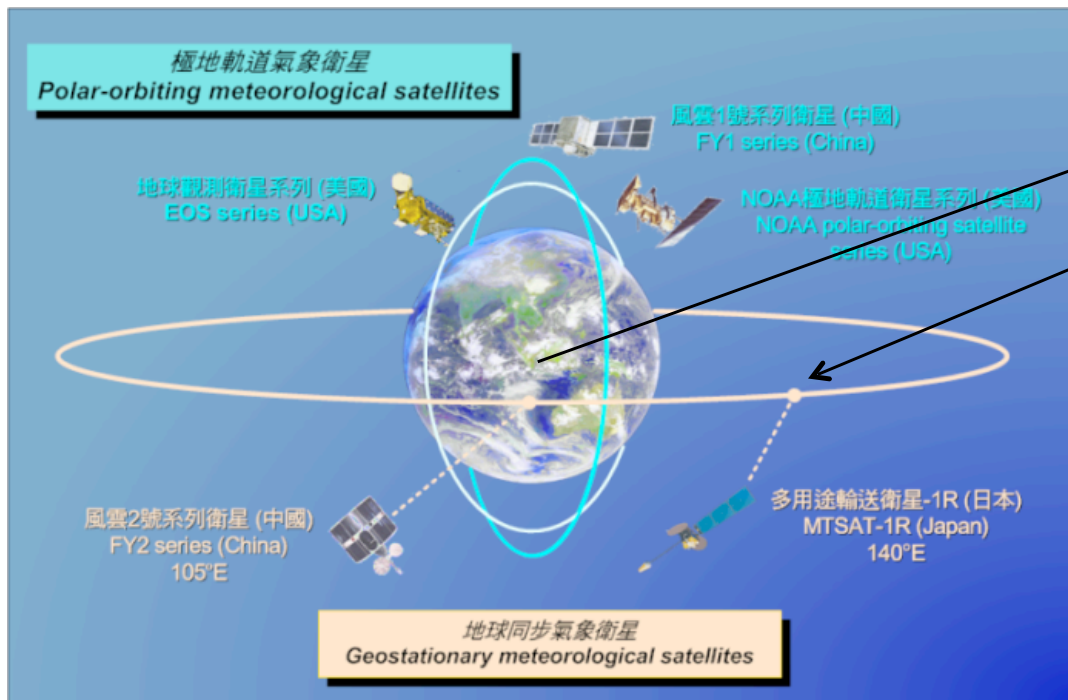 極地軌道氣象衛星
Polar-orbiting meteorological satellites
風雲1號系列衛星 (中國)
FY1 series (China)
地球觀測衛星系列 (美國)
EOS series (USA)
NOAA極地軌道衛星系列 (美國)
NOAA polar-orbiting satellite
series (USA)
風雲2號系列衛星 (中國)
FY2 series (China)
105°E
多用途輸送衛星-1R (日本)
MTSAT-1R (Japan)
140°E
地球同步氣象衛星
Geostationary meteorological satellites